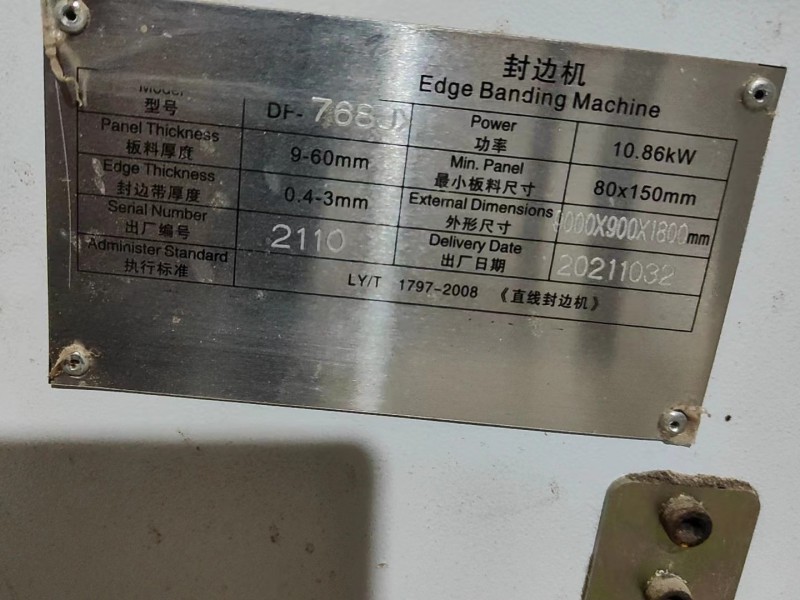 封边机
Edge Banding Machine
Model
型号
DF-768J
Power
功率
10.86kW
Panel Thickness
板料厚度
9-60mm
Min. Panel
最小板料尺寸
80x150mm
Edge Thickness
封边带厚度
0.4-3mm
External Dimensions
外形尺寸
000X900X1800mm
Serial Number
出厂编号
2110
Delivery Date
出厂日期
20211032
Administer Standard
执行标准
LY/T 1797-2008 《直线封边机》